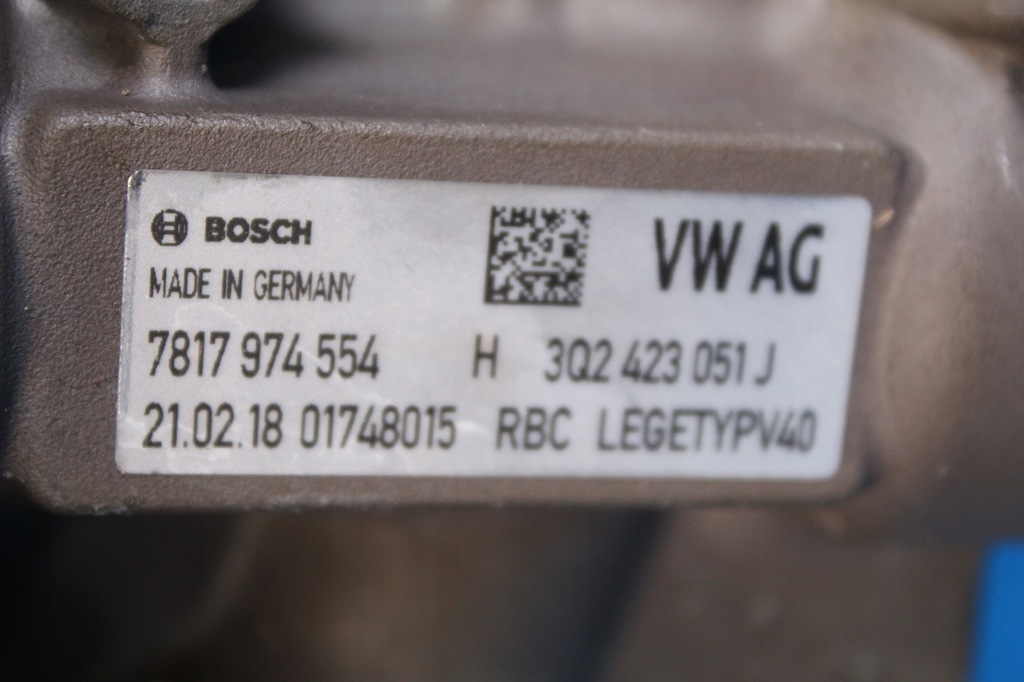 BOSCH VW AG
MADE IN GERMANY
7817 974 554 H 3Q2 423 051 J
21.02.18 01748015 RBC LEGETYPV40